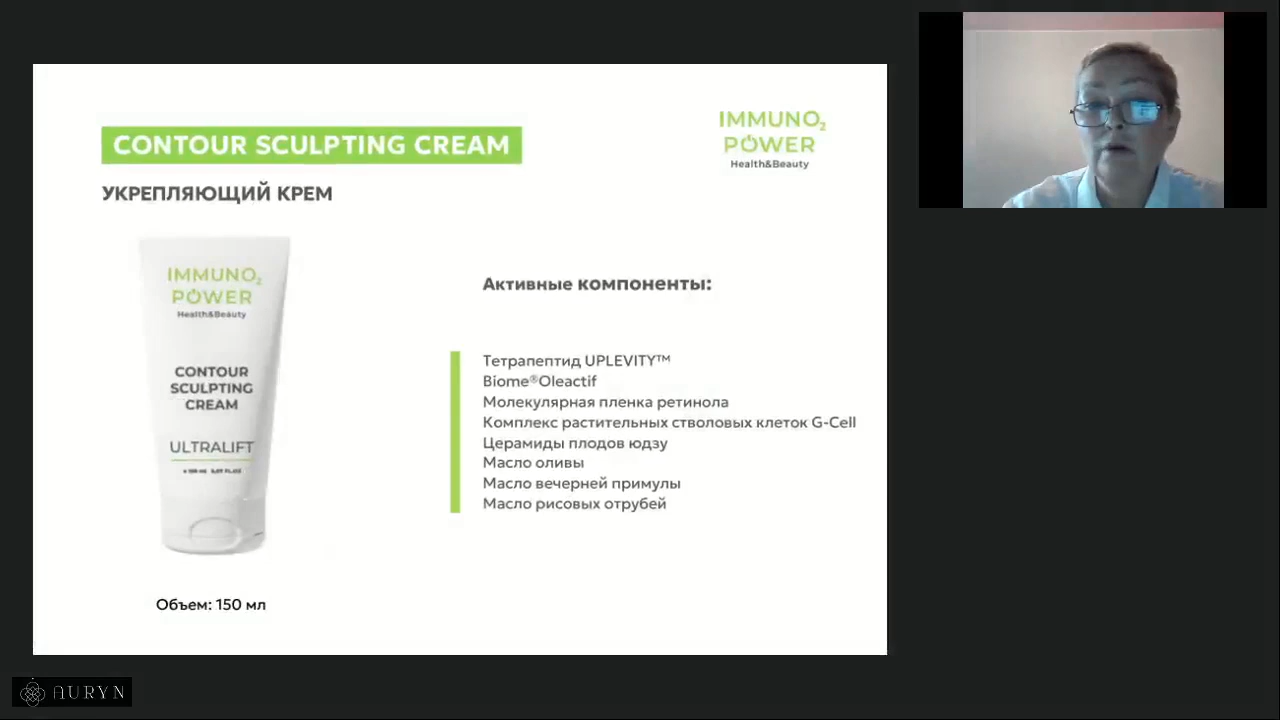 CONTOUR SCULPTING CREAM
УКРЕПЛЯЮЩИЙ КРЕМ
IMMUNO2
POWER
Health&Beauty
IMMUNO2
POWER
Health&Beauty
CONTOUR
SCULPTING
CREAM
ULTRALIFT
Объем: 150 мл
Активные компоненты:
Тетрапептид UPLEVITY™
Biome®Oleactif
Молекулярная пленка ретинола
Комплекс растительных стволовых клеток G-Cell
Церамиды плодов юдзу
Масло оливы
Масло вечерней примулы
Масло рисовых отрубей
AURYN